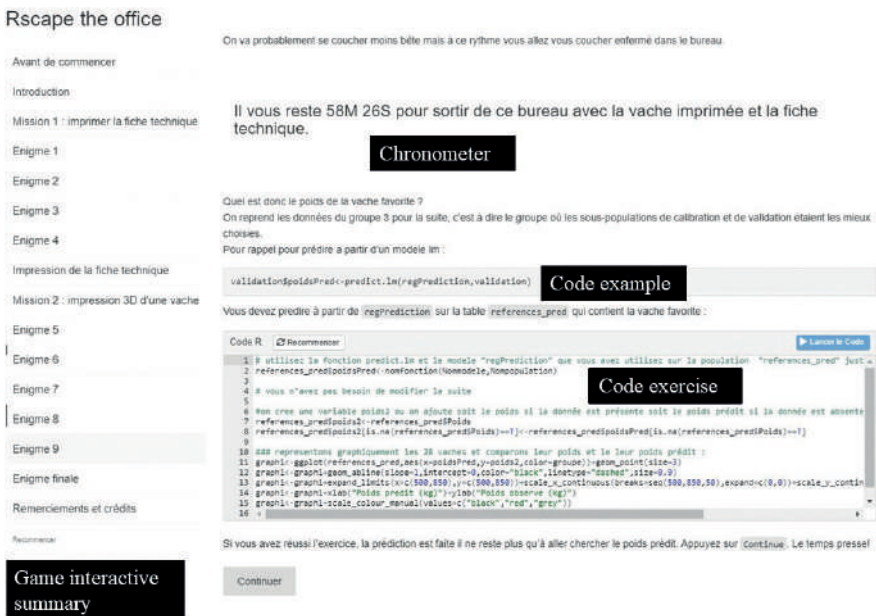 Rscape the office
Avant de commencer
Introduction
Mission 1 : imprimer la fiche technique
Enigme 1
Enigme 2
Enigme 3
Enigme 4
Impression de la fiche technique
Mission 2 : impression 3D d'une vache
Enigme 5
Enigme 6
Enigme 7
Enigme 8
Enigme 9
Enigme finale
Remerciements et crédits
Recommencer
Game interactive
summary
On va probablement se coucher moins bête mais à ce rythme vous allez vous coucher enfermé dans le bureau.
Il vous reste 58M 26S pour sortir de ce bureau avec la vache imprimée et la fiche
technique.
Chronometer
Quel est donc le poids de la vache favorite ?
On reprend les données du groupe 3 pour la suite, c'est à dire le groupe où les sous-populations de calibration et de validation étaient les mieux
choisies.
Pour rappel pour prédire a partir d'un modele lm :
validation$poidsPred<-predict.lm(regPrediction,validation)
Code example
Vous devez predire à partir de regPrediction sur la table references_pred qui contient la vache favorite :
Code R Recommencer Lancer le Code
Code exercise
1 # utilisez la fonction predict.lm et le modele "regPrediction" que vous avez utilisez sur la population "references_pred" just
2 references_pred$poidsPred<-nomfonction(Nommodele,Nompopulation)
3
4 # vous n'avez pas besoin de modifier la suite
5
6 #on cree une variable poids2 ou on ajoute soit le poids si la donnée est présente soit le poids prédit si la donnée est absente
7 references_pred$poids2<-references_pred$Poids
8 references_pred$poids2[is.na(references_pred$Poids)==T]<-references_pred$poidsPred[is.na(references_pred$Poids)==T]
9
10 ### representons graphiquement les 28 vaches et comparons leur poids et le leur poids prédit :
11 graphi<-ggplot(references_pred,aes(x=poidsPred,y=poids2,color=groupe))+geom_point(size=3)
12 graphi<-graphi+geom_abline(slope=1,intercept=0,color="black",linetype="dashed",size=0.9)
13 graphi<-graphi+expand_limits(x=c(500,850),y=c(500,850))+scale_x_continuous(breaks=seq(500,850,50),expand=c(0,0))+scale_y_contin
14 graphi<-graphi+xlab("Poids predit (kg)")+ylab("Poids observe (kg)")
15 graphi<-graphi+scale_colour_manual(values=c("black","red","grey"))
16
Si vous avez réussi l'exercice, la prédiction est faite il ne reste plus qu'à aller chercher le poids prédit. Appuyez sur Continue. Le temps presse!
Continuer